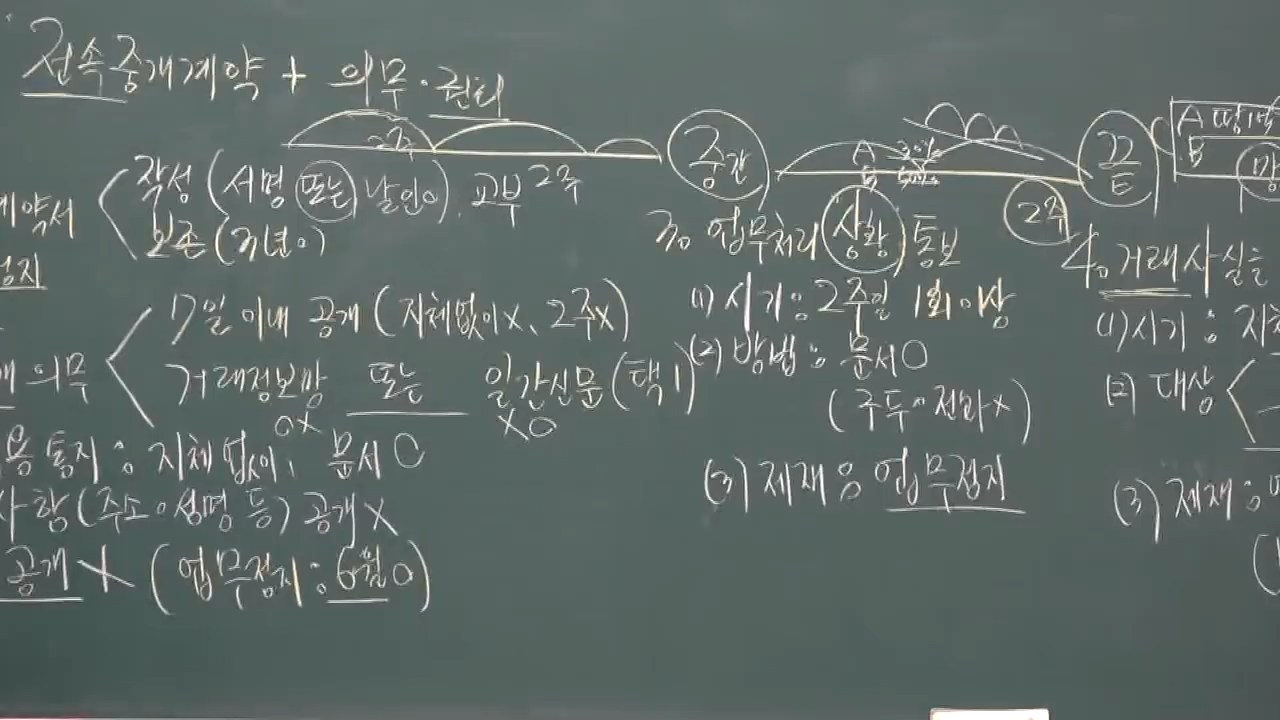 전속중개계약 + 의무·권리
2주
계약서
작성 (서명 또는 날인), 교부 2주
보존 (3년)
7일 이내 공개 (지체없이X, 2주X)
의무
거래정보망 또는 일간신문 (택1)
OX XO
통지: 지체없이, 문서O
사항 (주소·성명 등) 공개X
공개 X (업무정지: 6월O)
중간
A
B
2주
3. 업무처리 상황 통보
(1) 시기: 2주일 1회 이상
(2) 방법: 문서O
(구두·전화X)
(3) 제재: 업무정지
끝
E
A
B
망
4. 거래사실을
(1) 시기:
(2) 대상
(3) 제재: